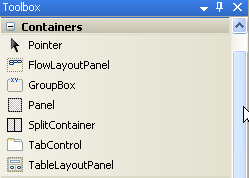 Toolbox
Containers
Pointer
FlowLayoutPanel
GroupBox
Panel
SplitContainer
TabControl
TableLayoutPanel